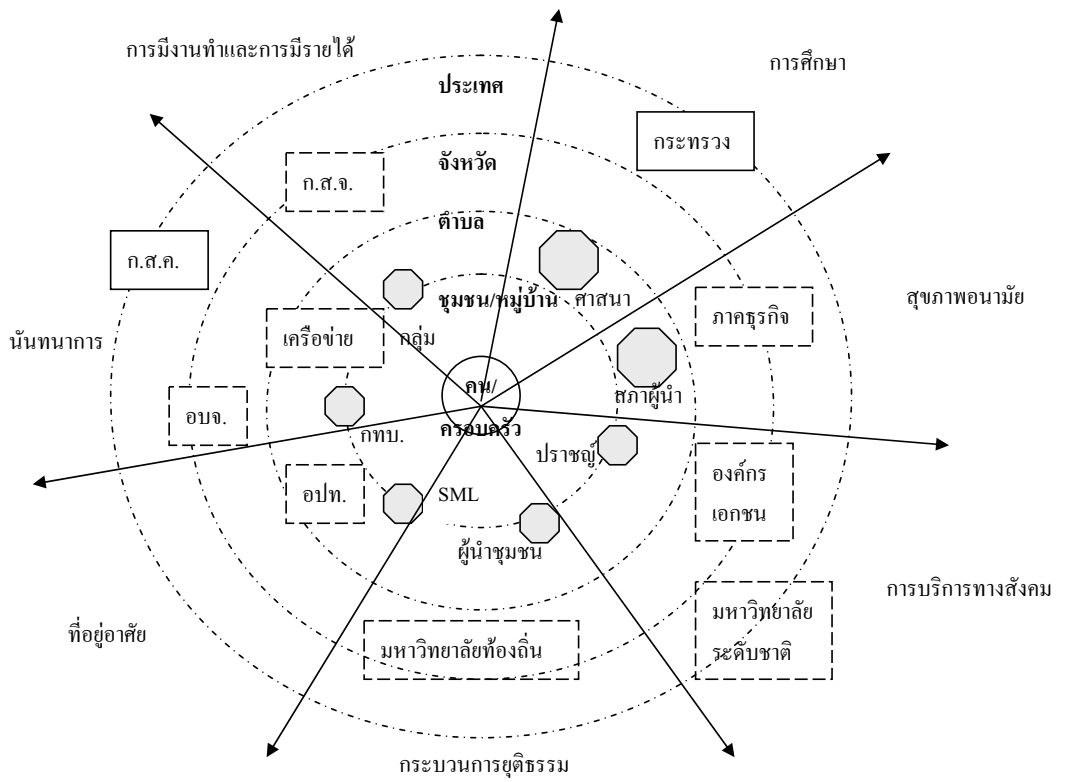 การมีงานทำและการมีรายได้
การศึกษา
ประเทศ
กระทรวง
จังหวัด
ก.ส.จ.
ตำบล
ก.ส.ค.
ชุมชน/หมู่บ้าน
ศาสนา
สุขภาพอนามัย
ภาคธุรกิจ
นันทนาการ
เครือข่าย
กลุ่ม
คน/
ครอบครัว
สภาผู้นำ
อบจ.
กทบ.
ปราชญ์
องค์กร
เอกชน
อปท.
SML
ผู้นำชุมชน
การบริการทางสังคม
มหาวิทยาลัย
ระดับชาติ
ที่อยู่อาศัย
มหาวิทยาลัยท้องถิ่น
กระบวนการยุติธรรม